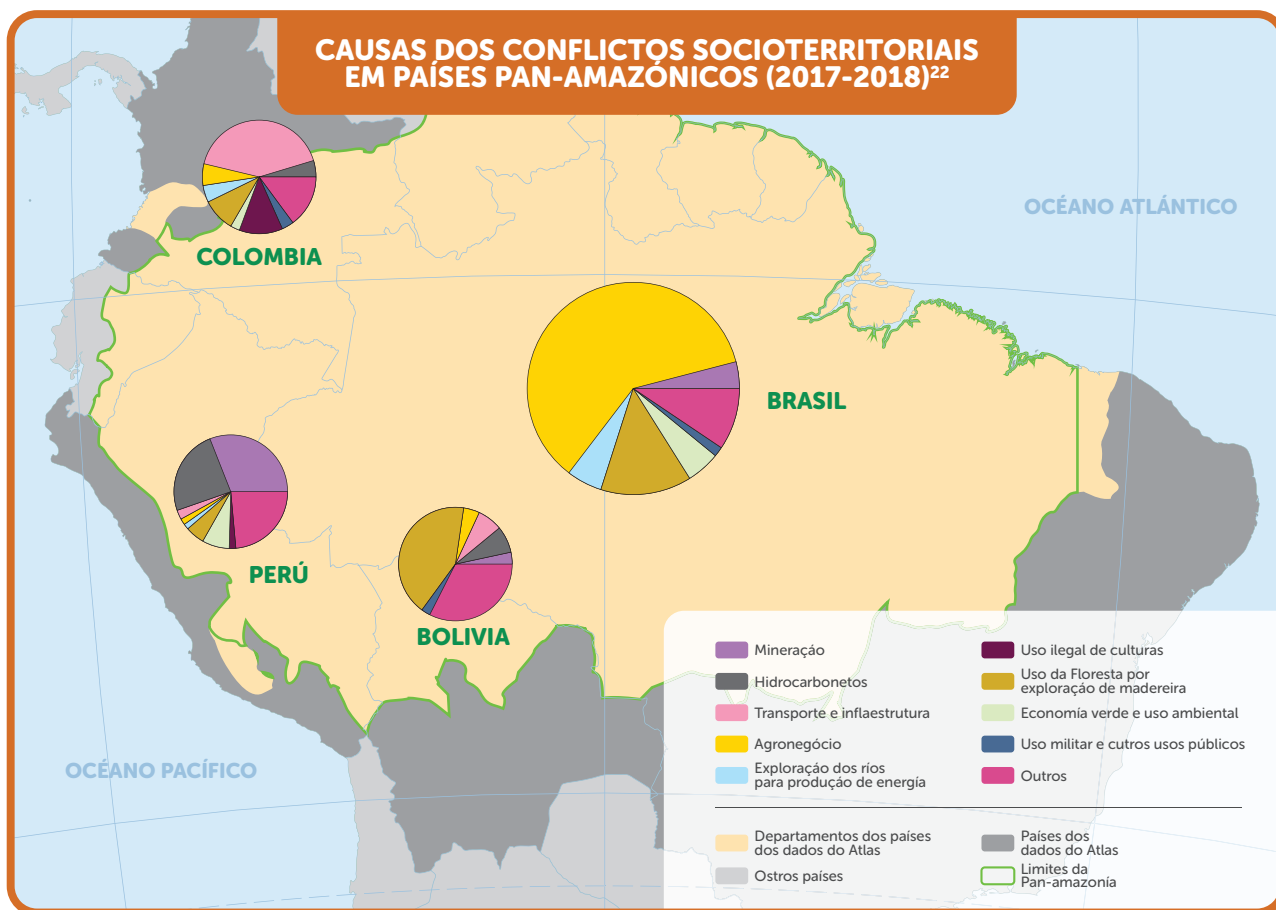 CAUSAS DOS CONFLICTOS SOCIOTERRITORIAIS
EM PAÍSES PAN-AMAZÓNICOS (2017-2018)²²
OCÉANO ATLÁNTICO
COLOMBIA
BRASIL
PERÚ
BOLIVIA
OCÉANO PACÍFICO
Mineração
Hidrocarbonetos
Transporte e inflaestrutura
Agronegócio
Exploração dos ríos
para produção de energía
Uso ilegal de culturas
Uso da Floresta por
exploração de madereira
Economía verde e uso ambiental
Uso militar e cutros usos públicos
Outros
Departamentos dos países
dos dados do Atlas
Ostros países
Países dos
dados do Atlas
Limites da
Pan-amazonía